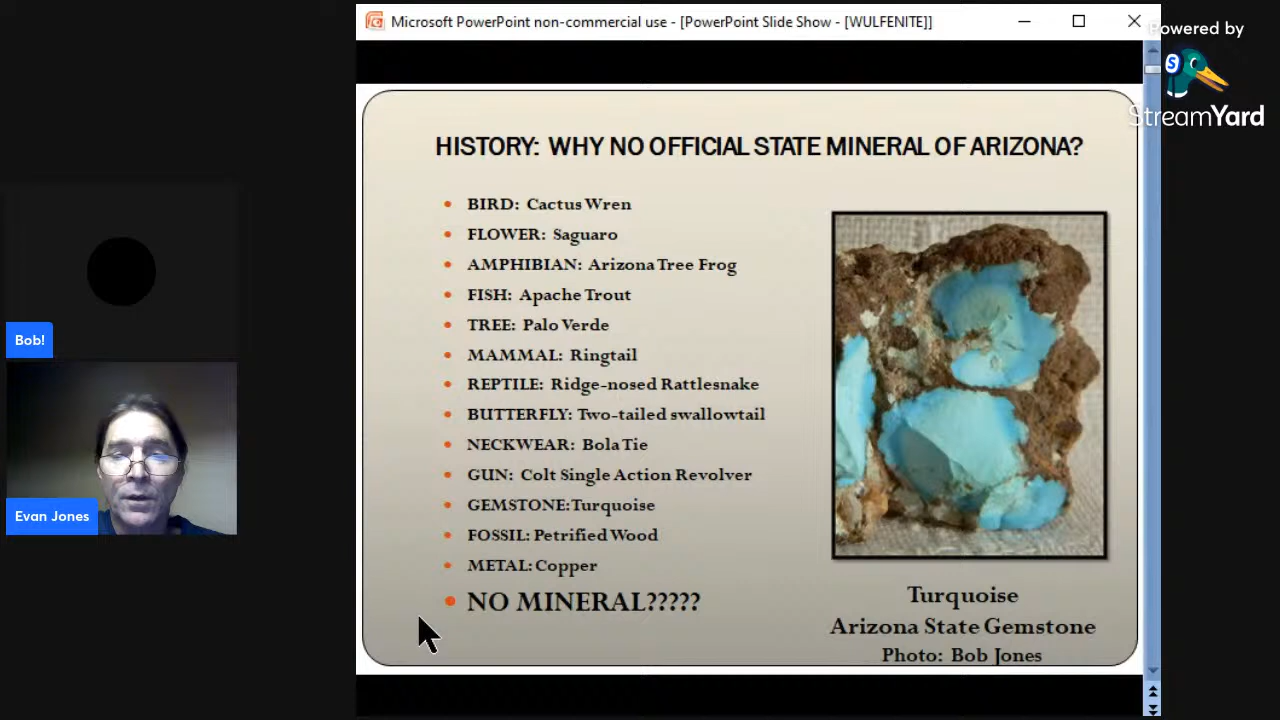 Microsoft PowerPoint non-commercial use - [PowerPoint Slide Show - [WULFENITE]]
Powered by
StreamYard
HISTORY: WHY NO OFFICIAL STATE MINERAL OF ARIZONA?
• BIRD: Cactus Wren
• FLOWER: Saguaro
• AMPHIBIAN: Arizona Tree Frog
• FISH: Apache Trout
• TREE: Palo Verde
• MAMMAL: Ringtail
• REPTILE: Ridge-nosed Rattlesnake
• BUTTERFLY: Two-tailed swallowtail
• NECKWEAR: Bola Tie
• GUN: Colt Single Action Revolver
• GEMSTONE: Turquoise
• FOSSIL: Petrified Wood
• METAL: Copper
• NO MINERAL?????
Turquoise
Arizona State Gemstone
Photo: Bob Jones
Bob!
Evan Jones